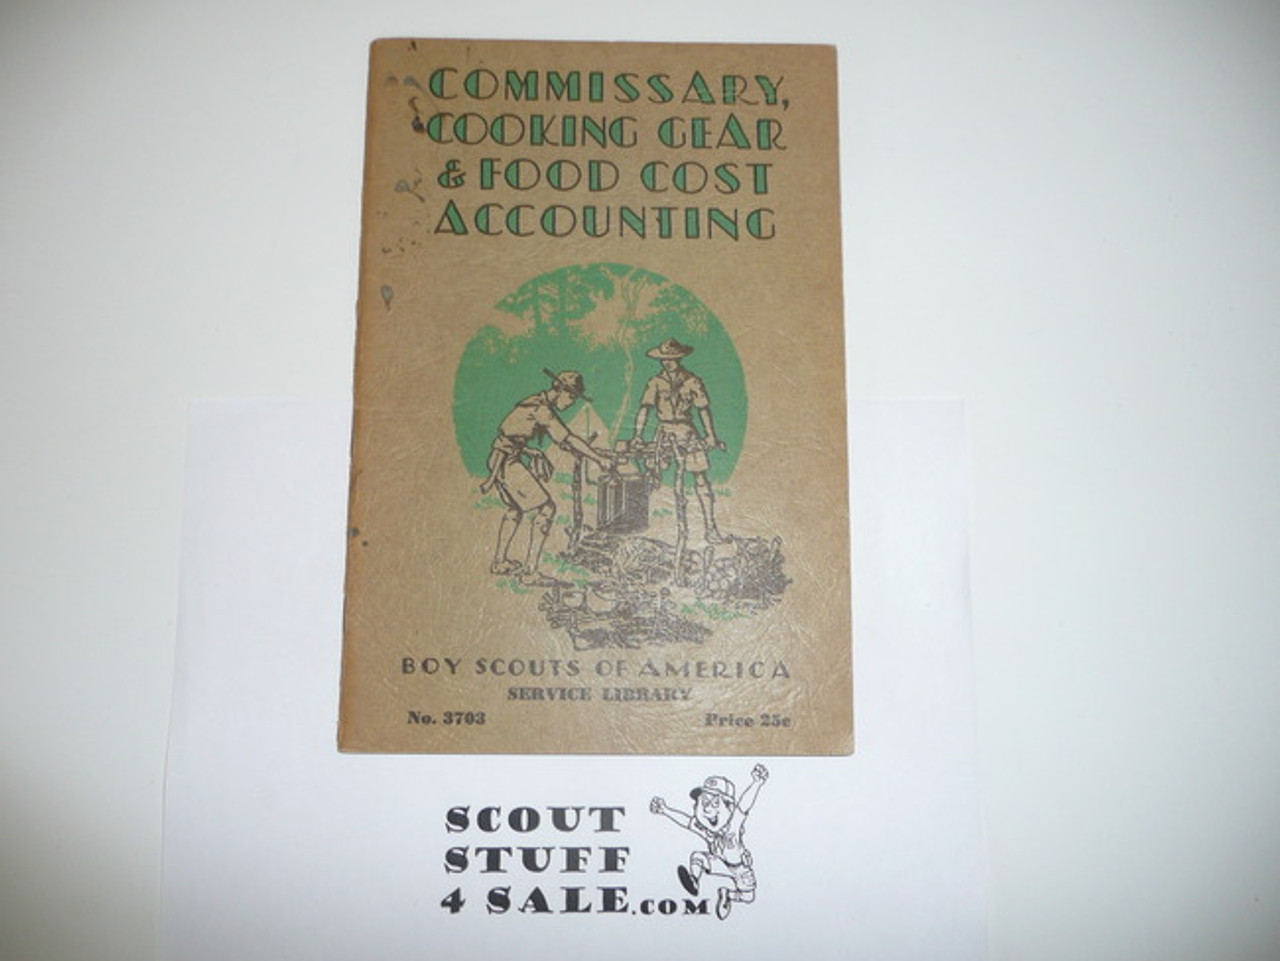 COMMISSARY,
COOKING GEAR
& FOOD COST
ACCOUNTING
BOY SCOUTS OF AMERICA
SERVICE LIBRARY
No. 3703 Price 25c
SCOUT
STUFF
4 SALE.COM